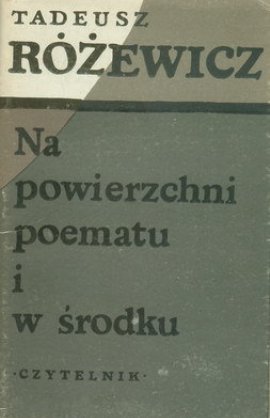 TADEUSZ
RÓŻEWICZ
Na
powierzchni
poematu
i
w środku
·CZYTELNIK·